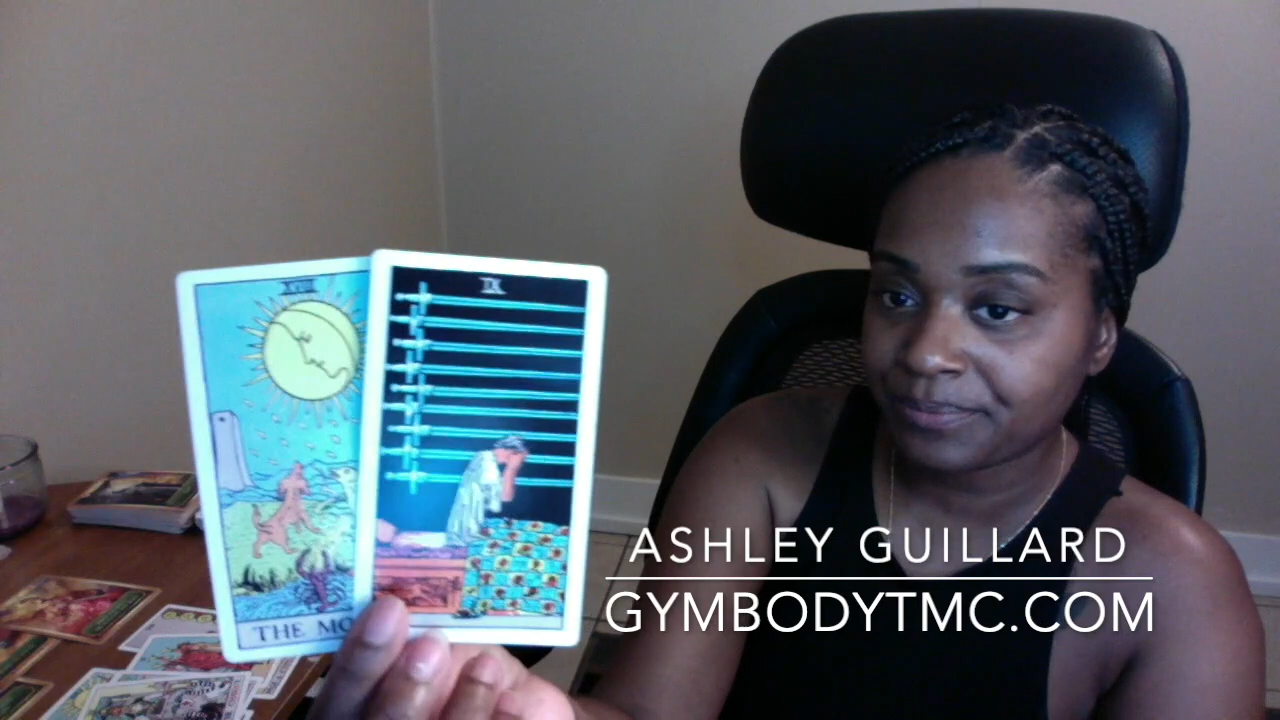 XVIII
IX
THE MO
ASHLEY GUILLARD
GYMBODYTMC.COM